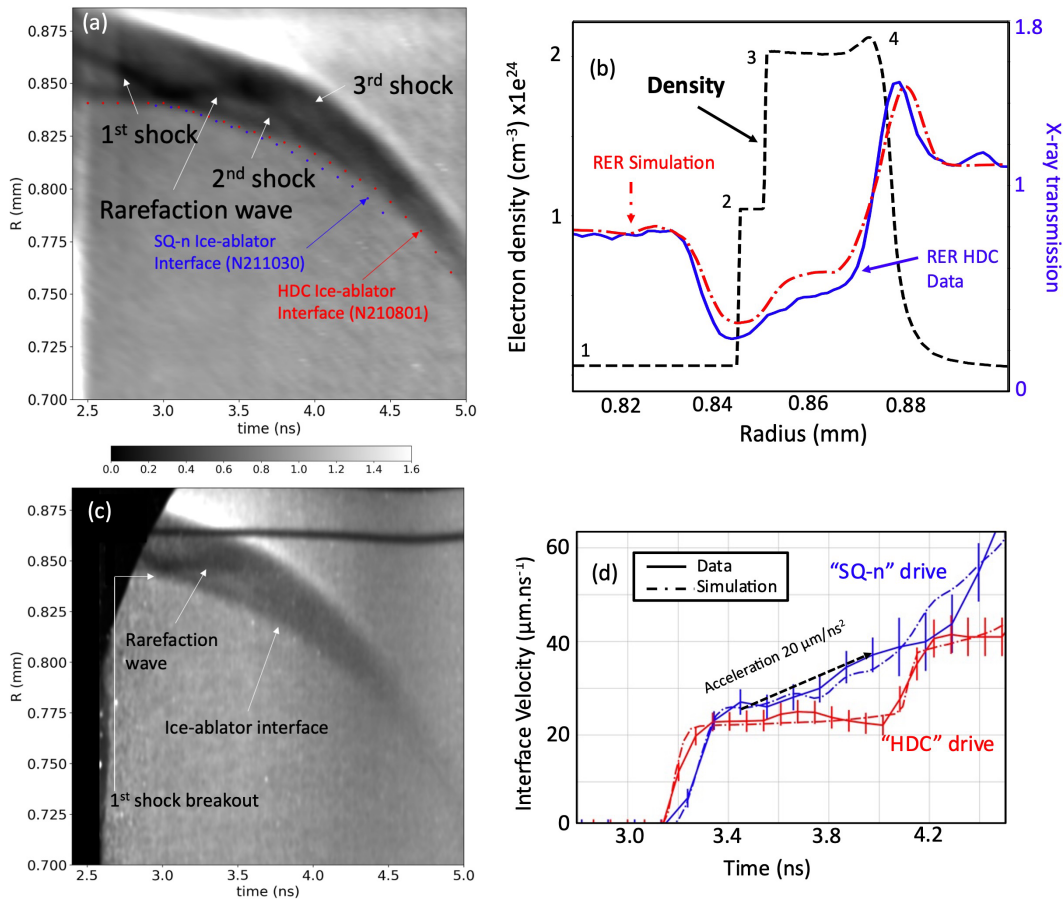 (a)
R (mm)
0.875
0.850
0.825
0.800
0.775
0.750
0.725
0.700
1st shock
3rd shock
2nd shock
Rarefaction wave
SQ-n Ice-ablator
Interface (N211030)
HDC Ice-ablator
Interface (N210801)
2.5 3.0 3.5 4.0 4.5 5.0
time (ns)
0.0 0.2 0.4 0.6 0.8 1.0 1.2 1.4 1.6
(b)
Electron density (cm-3) x1e24
2
1
X-ray transmission
1.8
1
0
3
4
Density
RER Simulation
2
RER HDC
Data
1
0.82 0.84 0.86 0.88
Radius (mm)
(c)
R (mm)
0.875
0.850
0.825
0.800
0.775
0.750
0.725
0.700
Rarefaction
wave
Ice-ablator interface
1st shock breakout
2.5 3.0 3.5 4.0 4.5 5.0
time (ns)
(d)
Interface Velocity (μm.ns-1)
60
40
20
0
Data
Simulation
“SQ-n” drive
Acceleration 20 μm/ns2
“HDC” drive
3.0 3.4 3.8 4.2
Time (ns)